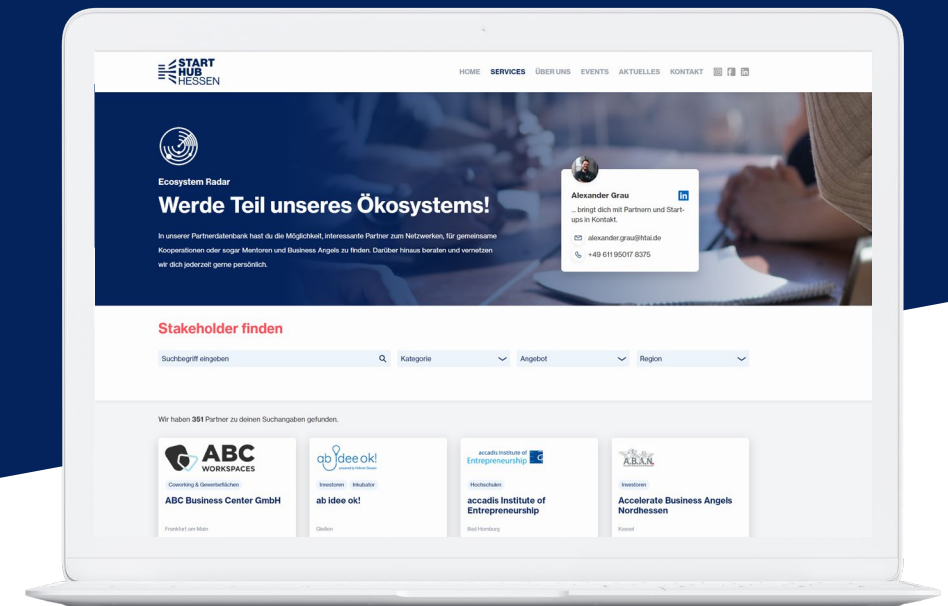 START
HUB
HESSEN
HOME SERVICES ÜBER UNS EVENTS AKTUELLES KONTAKT
Ecosystem Radar
Werde Teil unseres Ökosystems!
In unserer Partnerdatenbank hast du die Möglichkeit, interessante Partner zum Netzwerken, für gemeinsame
Kooperationen oder sogar Mentoren und Business Angels zu finden. Darüber hinaus beraten und vernetzen
wir dich jederzeit gerne persönlich.
Alexander Grau in
... bringt dich mit Partnern und Start-
ups in Kontakt.
alexander.grau@htai.de
+49 611 95017 8375
Stakeholder finden
Suchbegriff eingeben Kategorie Angebot Region
Wir haben 351 Partner zu deinen Suchangaben gefunden.
ABC
WORKSPACES
Coworking & Gewerbeflächen
ABC Business Center GmbH
Frankfurt am Main
ab idee ok!
Investoren Inkubator
ab idee ok!
Gießen
accadis Institute of
Entrepreneurship
Hochschulen
accadis Institute of
Entrepreneurship
Bad Homburg
A.B.A.N.
Investoren
Accelerate Business Angels
Nordhessen
Kassel